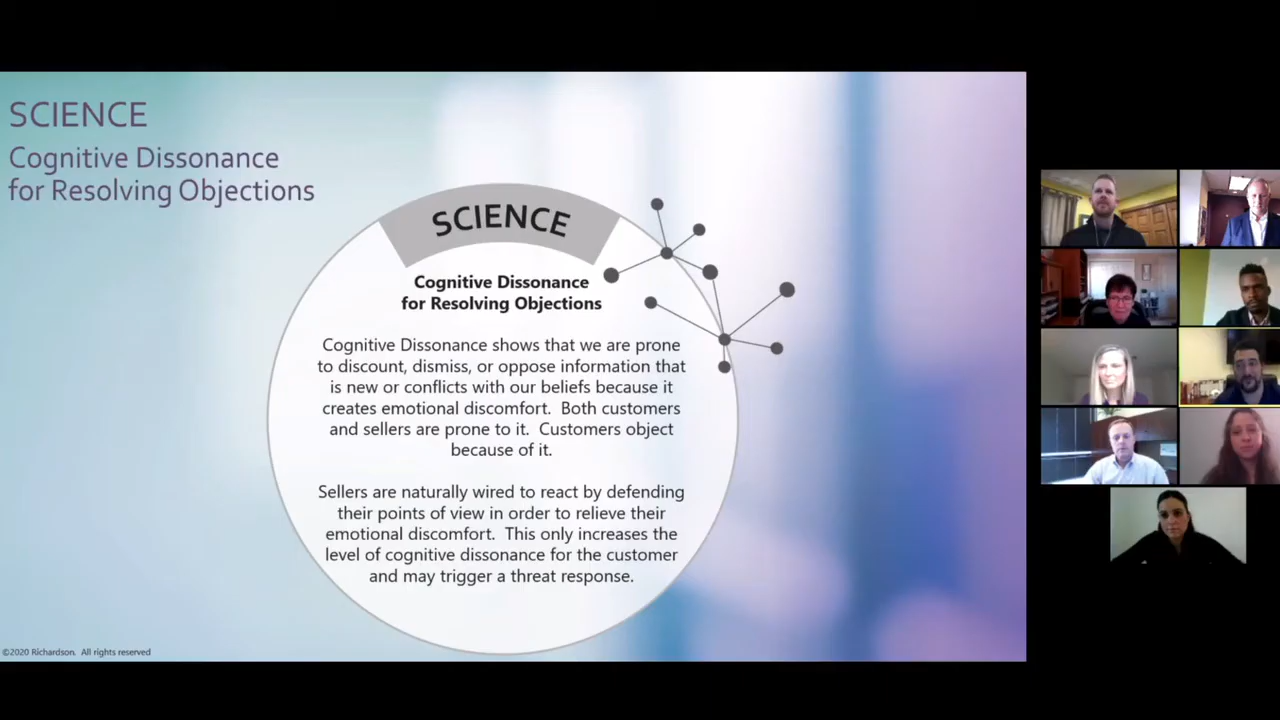 SCIENCE
Cognitive Dissonance
for Resolving Objections
SCIENCE
Cognitive Dissonance
for Resolving Objections
Cognitive Dissonance shows that we are prone
to discount, dismiss, or oppose information that
is new or conflicts with our beliefs because it
creates emotional discomfort. Both customers
and sellers are prone to it. Customers object
because of it.
Sellers are naturally wired to react by defending
their points of view in order to relieve their
emotional discomfort. This only increases the
level of cognitive dissonance for the customer
and may trigger a threat response.
©2020 Richardson. All rights reserved